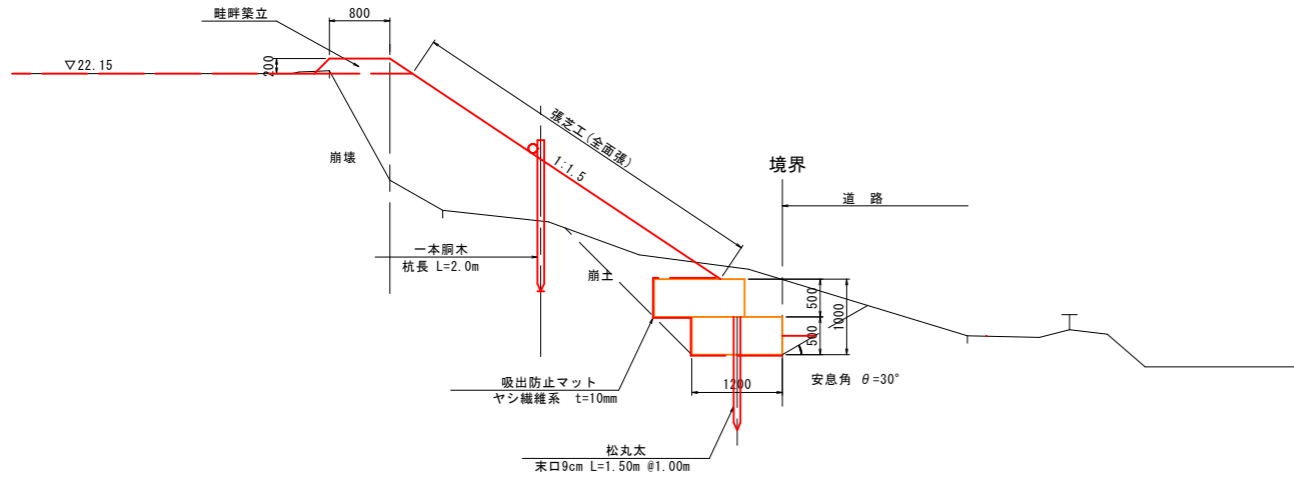 畦畔築立
800
200
▽22.15
張芝工(全面張)
1:1.5
崩壊
境界
道 路
一本胴木
杭長 L=2.0m
崩土
500
500
1000
1200
安息角 θ=30°
吸出防止マット
ヤシ繊維系 t=10mm
松丸太
末口9cm L=1.50m @1.00m